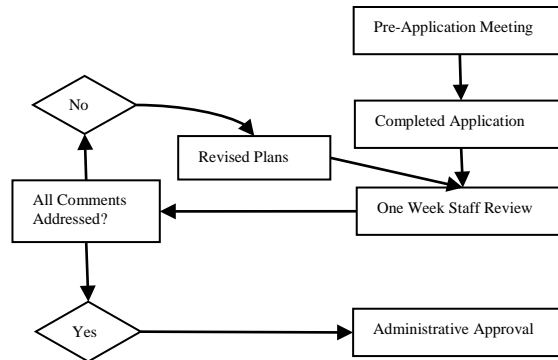 Pre-Application Meeting
No
Completed Application
Revised Plans
All Comments
Addressed?
One Week Staff Review
Yes
Administrative Approval